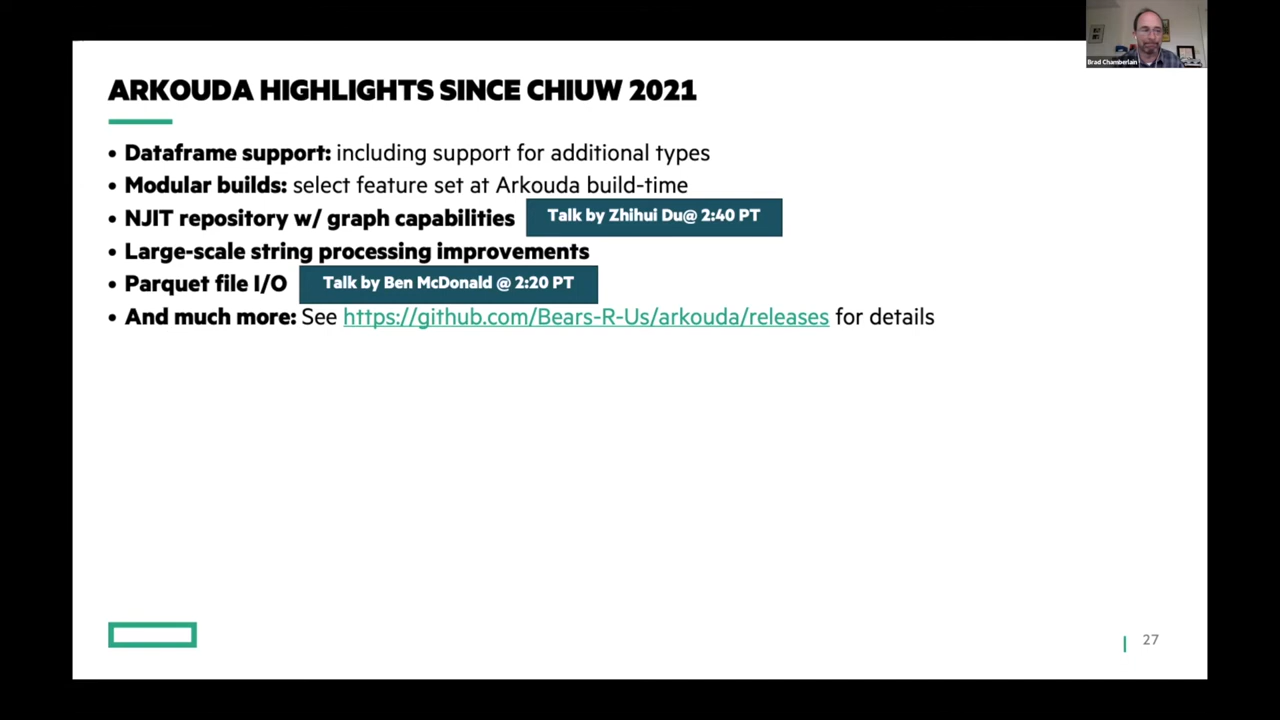 Brad Chamberlain
ARKOUDA HIGHLIGHTS SINCE CHIUW 2021
• Dataframe support: including support for additional types
• Modular builds: select feature set at Arkouda build-time
• NJIT repository w/ graph capabilities Talk by Zhihui Du@ 2:40 PT
• Large-scale string processing improvements
• Parquet file I/O Talk by Ben McDonald @ 2:20 PT
• And much more: See https://github.com/Bears-R-Us/arkouda/releases for details
27